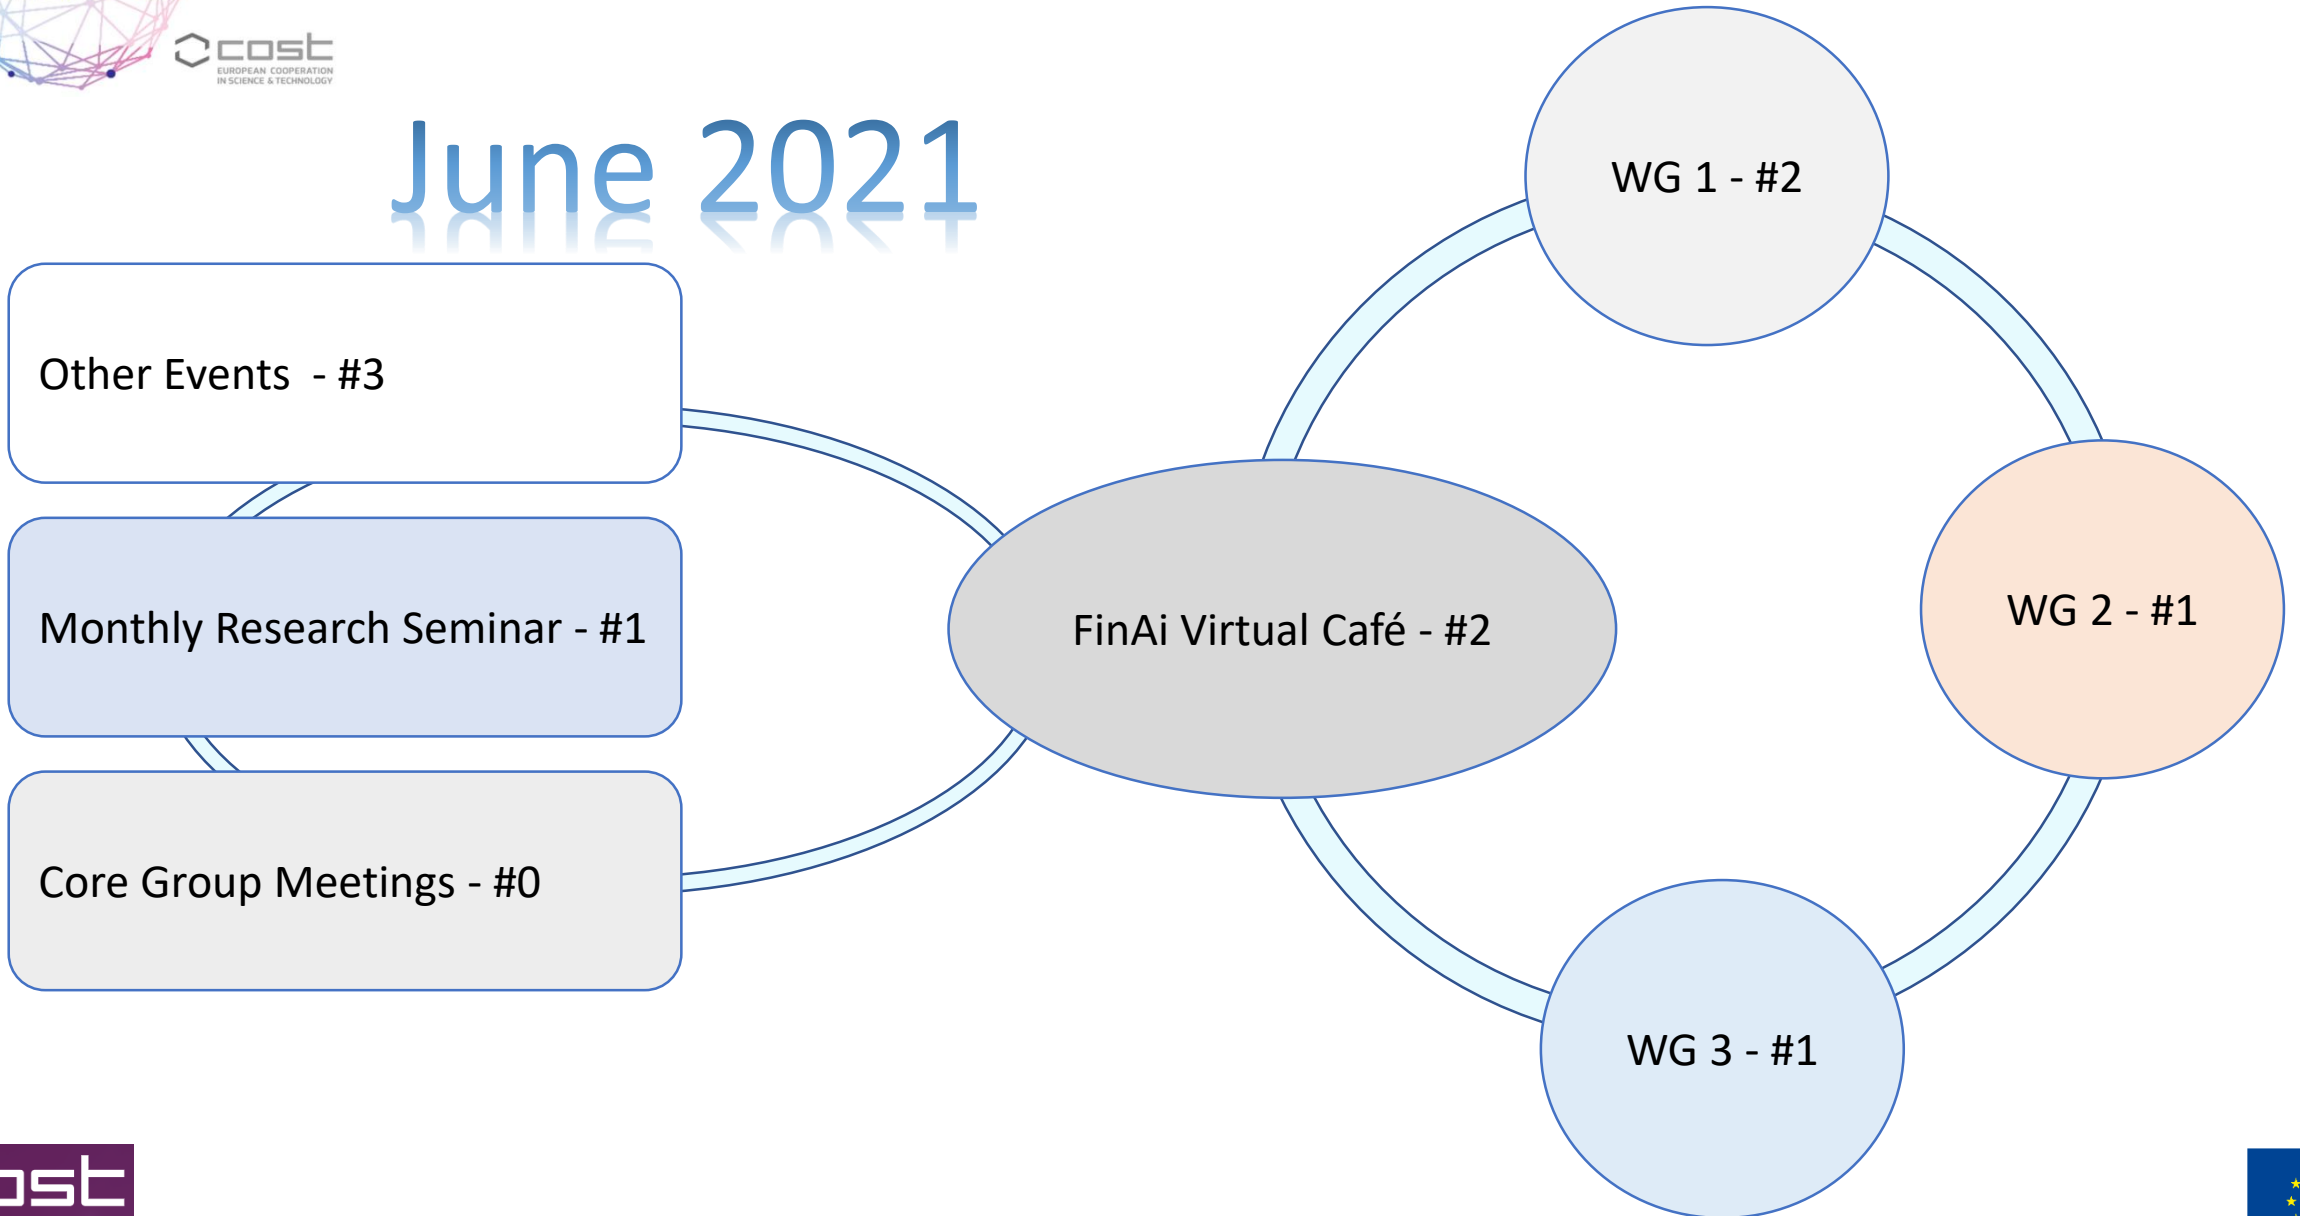 cost
EUROPEAN COOPERATION
IN SCIENCE & TECHNOLOGY
June 2021
Other Events - #3
Monthly Research Seminar - #1
Core Group Meetings - #0
FinAi Virtual Café - #2
WG 1 - #2
WG 2 - #1
WG 3 - #1
ost